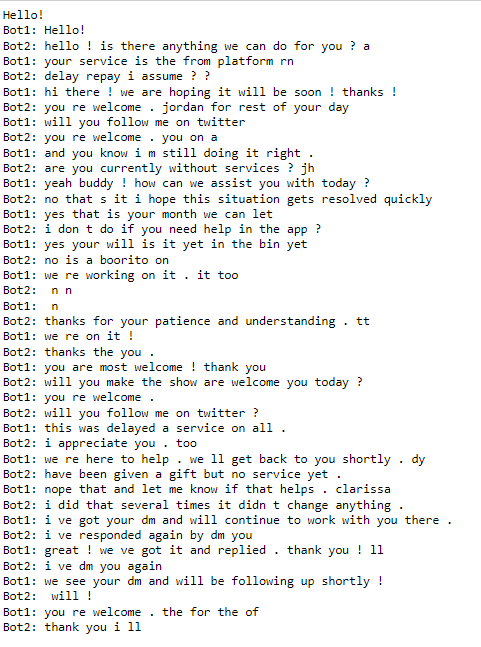 Hello!
Bot1: Hello!
Bot2: hello ! is there anything we can do for you ? a
Bot1: your service is the from platform rn
Bot2: delay repay i assume ? ?
Bot1: hi there ! we are hoping it will be soon ! thanks !
Bot2: you re welcome . jordan for rest of your day
Bot1: will you follow me on twitter
Bot2: you re welcome . you on a
Bot1: and you know i m still doing it right .
Bot2: are you currently without services ? jh
Bot1: yeah buddy ! how can we assist you with today ?
Bot2: no that s it i hope this situation gets resolved quickly
Bot1: yes that is your month we can let
Bot2: i don t do if you need help in the app ?
Bot1: yes your will is it yet in the bin yet
Bot2: no is a boorito on
Bot1: we re working on it . it too
Bot2:  n n
Bot1:  n
Bot2: thanks for your patience and understanding . tt
Bot1: we re on it !
Bot2: thanks the you .
Bot1: you are most welcome ! thank you
Bot2: will you make the show are welcome you today ?
Bot1: you re welcome .
Bot2: will you follow me on twitter ?
Bot1: this was delayed a service on all .
Bot2: i appreciate you . too
Bot1: we re here to help . we ll get back to you shortly . dy
Bot2: have been given a gift but no service yet .
Bot1: nope that and let me know if that helps . clarissa
Bot2: i did that several times it didn t change anything .
Bot1: i ve got your dm and will continue to work with you there .
Bot2: i ve responded again by dm you
Bot1: great ! we ve got it and replied . thank you ! ll
Bot2: i ve dm you again
Bot1: we see your dm and will be following up shortly !
Bot2:  will !
Bot1: you re welcome . the for the of
Bot2: thank you i ll